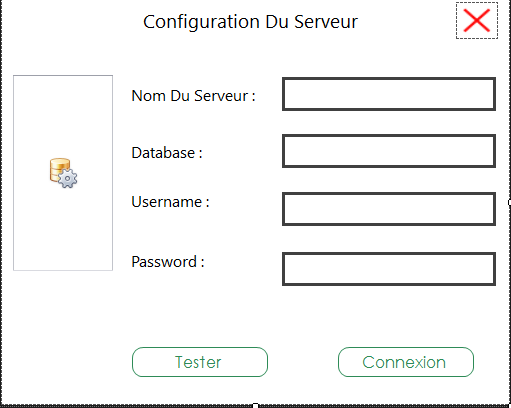 Configuration Du Serveur
Nom Du Serveur :
Database :
Username :
Password :
Tester
Connexion